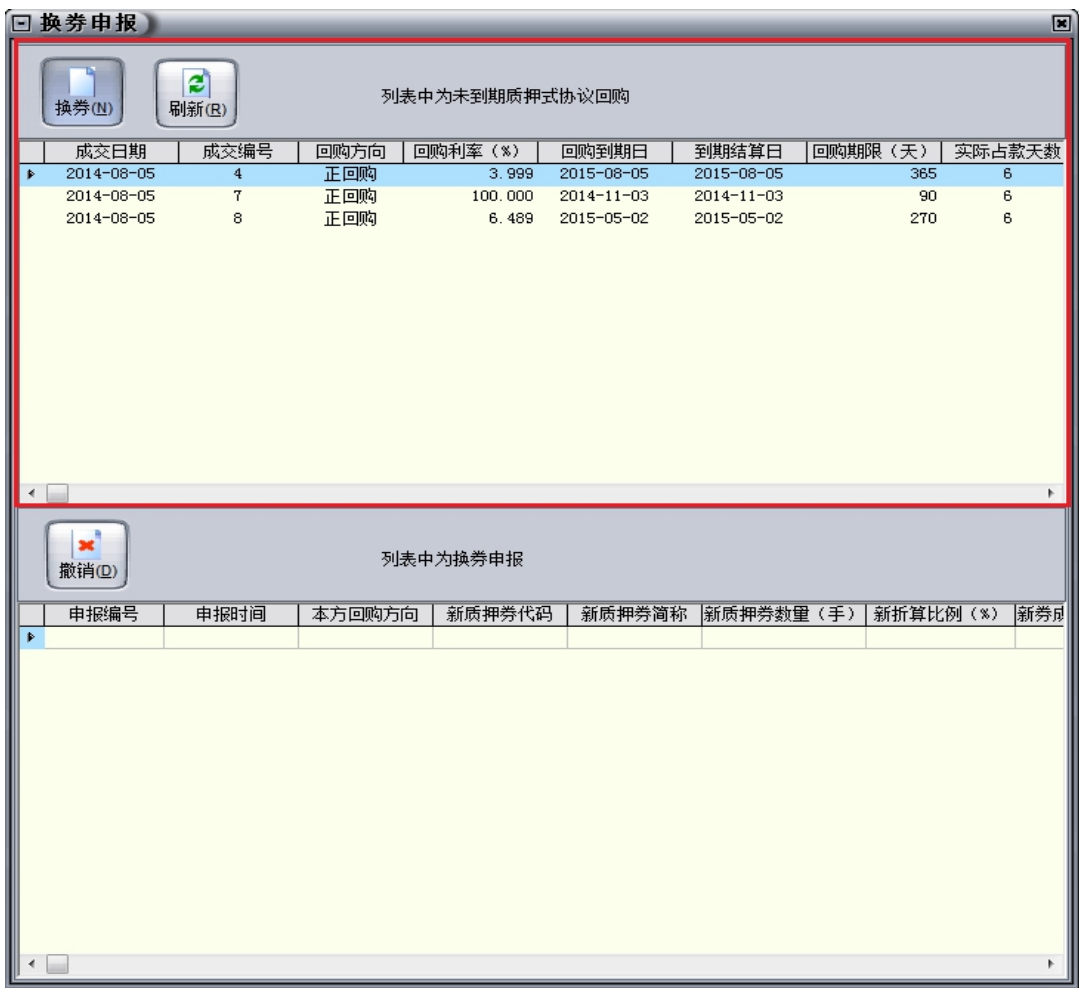 换券申报
换券(N) 刷新(R) 列表中为未到期质押式协议回购
成交日期 成交编号 回购方向 回购利率（%） 回购到期日 到期结算日 回购期限（天） 实际占款天数
2014-08-05 4 正回购 3.999 2015-08-05 2015-08-05 365 6
2014-08-05 7 正回购 100.000 2014-11-03 2014-11-03 90 6
2014-08-05 8 正回购 6.489 2015-05-02 2015-05-02 270 6
撤销(D) 列表中为换券申报
申报编号 申报时间 本方回购方向 新质押券代码 新质押券简称 新质押券数量（手） 新折算比例（%） 新券成